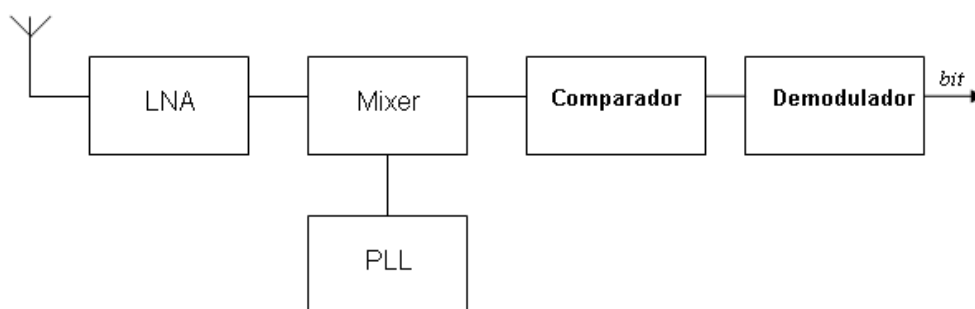 LNA
Mixer
Comparador
Demodulador
bit
PLL